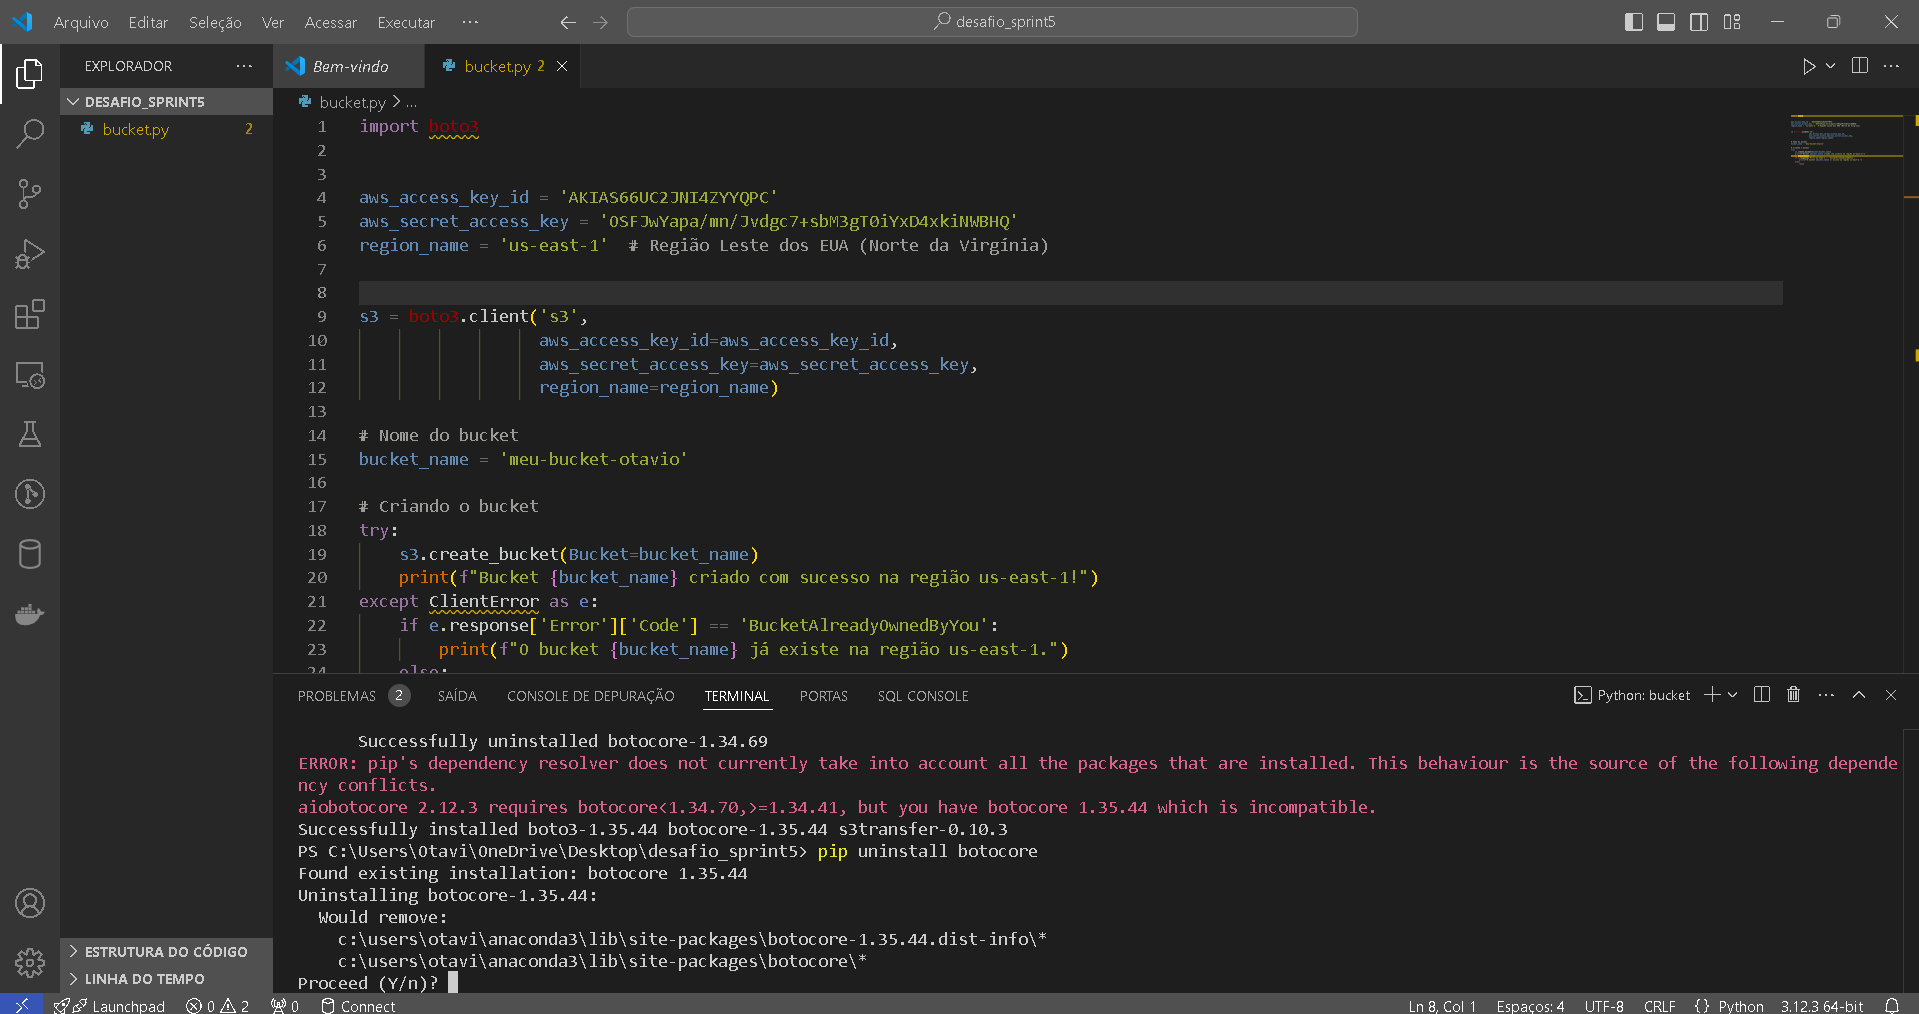 Arquivo Editar Seleção Ver Acessar Executar ··· desafio_sprint5
EXPLORADOR ···
DESAFIO_SPRINT5
bucket.py 2
ESTRUTURA DO CÓDIGO
LINHA DO TEMPO
Bem-vindo bucket.py 2
bucket.py > ...
1 import boto3
2
3
4 aws_access_key_id = 'AKIAS66UC2JNI4ZYYQPC'
5 aws_secret_access_key = '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'
6 region_name = 'us-east-1'  # Região Leste dos EUA (Norte da Virgínia)
7
8
9 s3 = boto3.client('s3',
10 aws_access_key_id=aws_access_key_id,
11 aws_secret_access_key=aws_secret_access_key,
12 region_name=region_name)
13
14 # Nome do bucket
15 bucket_name = 'meu-bucket-otavio'
16
17 # Criando o bucket
18 try:
19 s3.create_bucket(Bucket=bucket_name)
20 print(f"Bucket {bucket_name} criado com sucesso na região us-east-1!")
21 except ClientError as e:
22 if e.response['Error']['Code'] == 'BucketAlreadyOwnedByYou':
23 print(f"O bucket {bucket_name} já existe na região us-east-1.")
24 else:
PROBLEMAS 2 SAÍDA CONSOLE DE DEPURAÇÃO TERMINAL PORTAS SQL CONSOLE Python: bucket
Successfully uninstalled botocore-1.34.69
ERROR: pip's dependency resolver does not currently take into account all the packages that are installed. This behaviour is the source of the following depende
ncy conflicts.
aiobotocore 2.12.3 requires botocore<1.34.70,>=1.34.41, but you have botocore 1.35.44 which is incompatible.
Successfully installed boto3-1.35.44 botocore-1.35.44 s3transfer-0.10.3
PS C:\Users\Otavi\OneDrive\Desktop\desafio_sprint5> pip uninstall botocore
Found existing installation: botocore 1.35.44
Uninstalling botocore-1.35.44:
Would remove:
c:\users\otavi\anaconda3\lib\site-packages\botocore-1.35.44.dist-info\*
c:\users\otavi\anaconda3\lib\site-packages\botocore\*
Proceed (Y/n)?
Launchpad 0 2 0 Connect Ln 8, Col 1 Espaços: 4 UTF-8 CRLF {} Python 3.12.3 64-bit